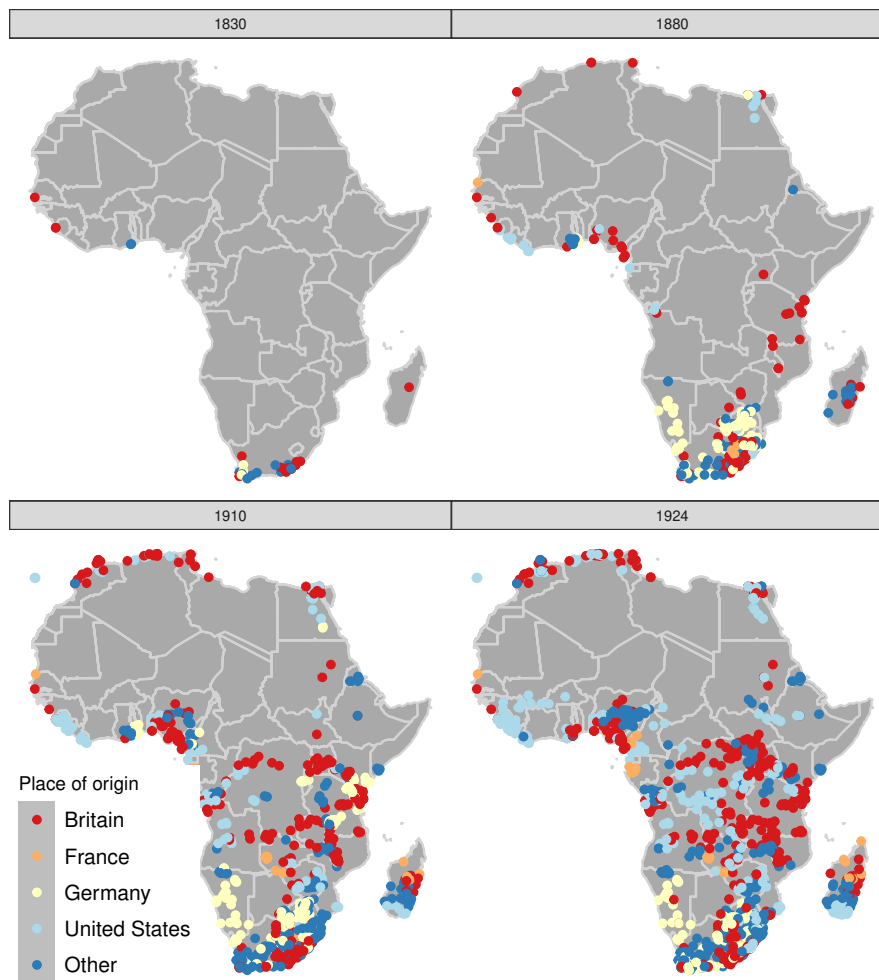 1830
1880
1910
1924
Place of origin
Britain
France
Germany
United States
Other